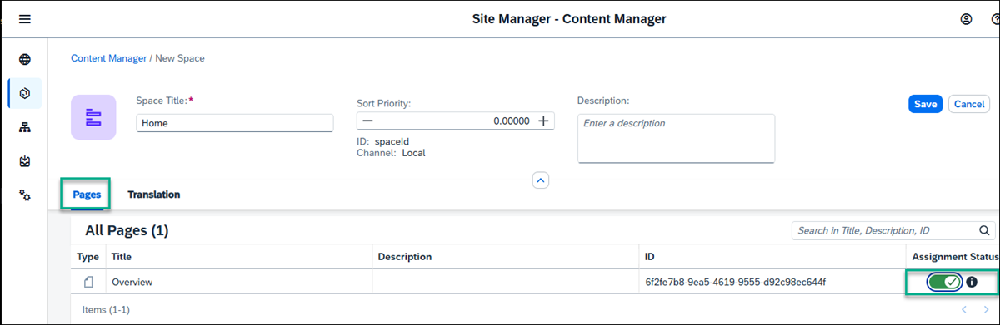 Site Manager - Content Manager
Content Manager / New Space
Space Title:*
Home
Sort Priority:
0.00000
ID: spaceId
Channel: Local
Description:
Enter a description
Save Cancel
Pages Translation
All Pages (1)
Search in Title, Description, ID
Type Title Description ID Assignment Status
Overview 6f2fe7b8-9ea5-4619-9555-d92c98ec644f
Items (1-1)